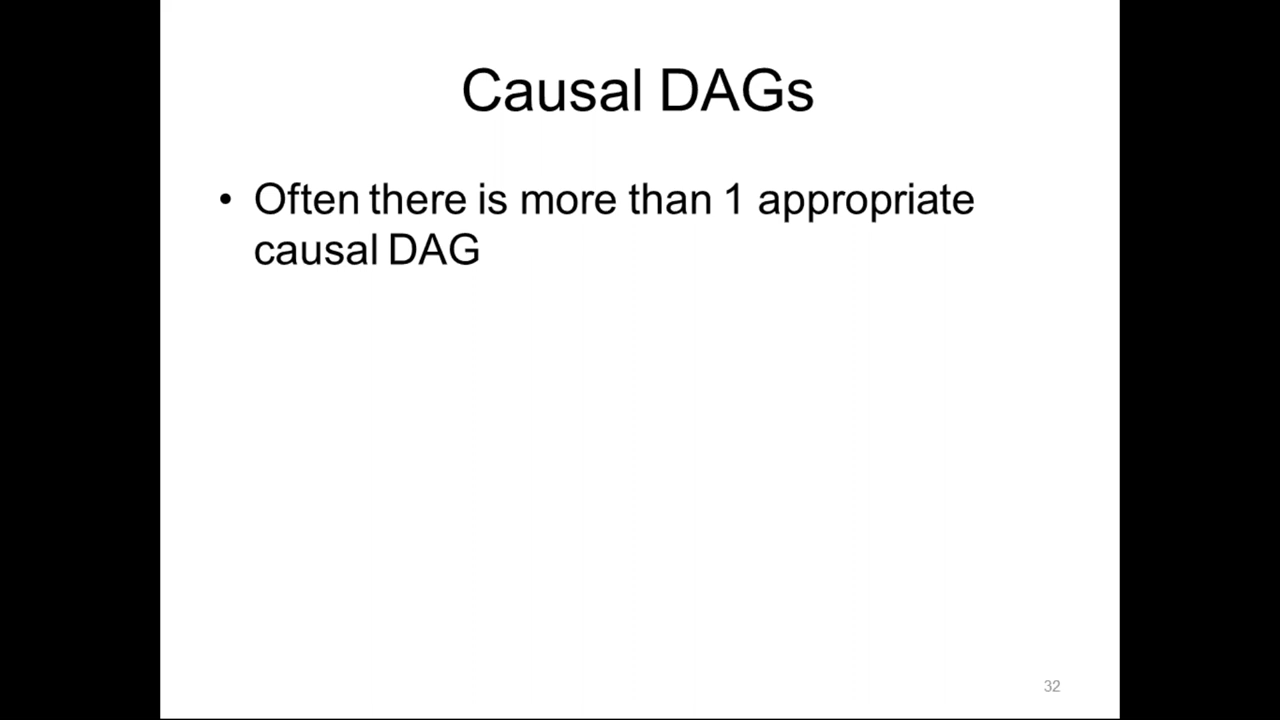 Causal DAGs
• Often there is more than 1 appropriate
causal DAG
32